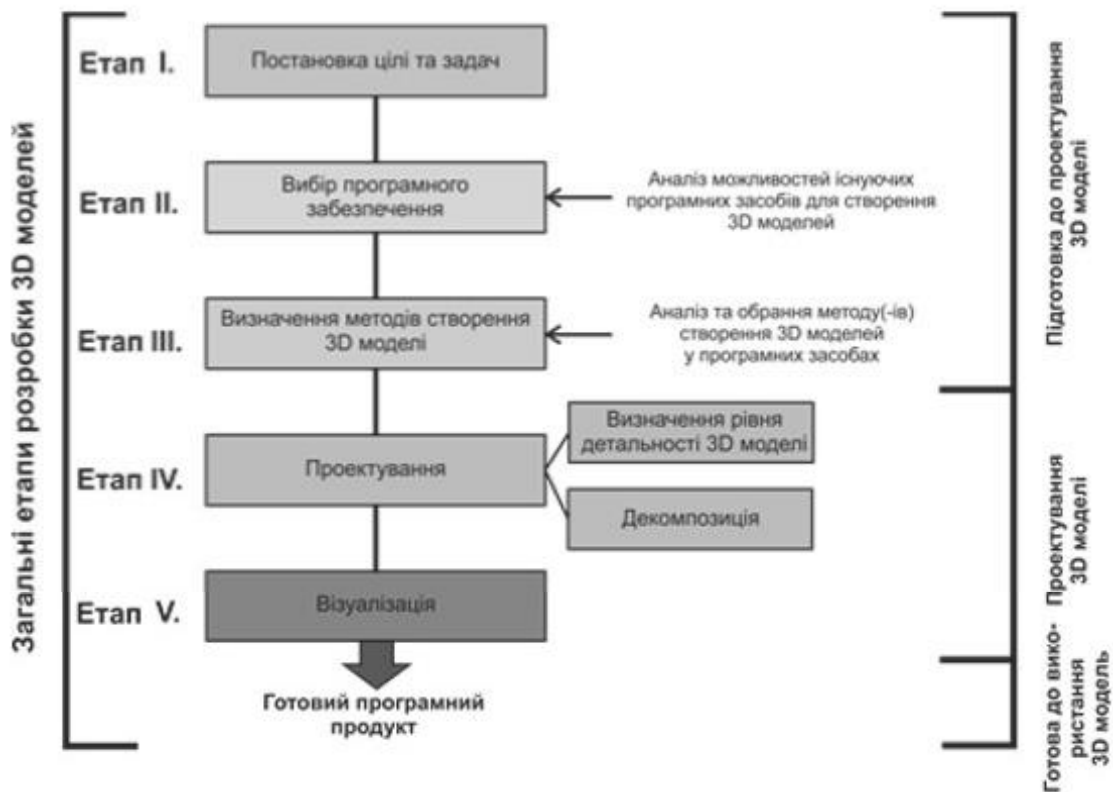 Загальні етапи розробки 3D моделей
Етап I.
Постановка цілі та задач
Етап II.
Вибір програмного
забезпечення
Аналіз можливостей існуючих
програмних засобів для створення
3D моделей
Етап III.
Визначення методів створення
3D моделі
Аналіз та обрання методу(-ів)
створення 3D моделей
у програмних засобах
Етап IV.
Проектування
Визначення рівня
детальності 3D моделі
Декомпозиція
Етап V.
Візуалізація
Готовий програмний
продукт
Підготовка до проектування
3D моделі
Проектування
3D моделі
Готова до вико-
ристання
3D модель